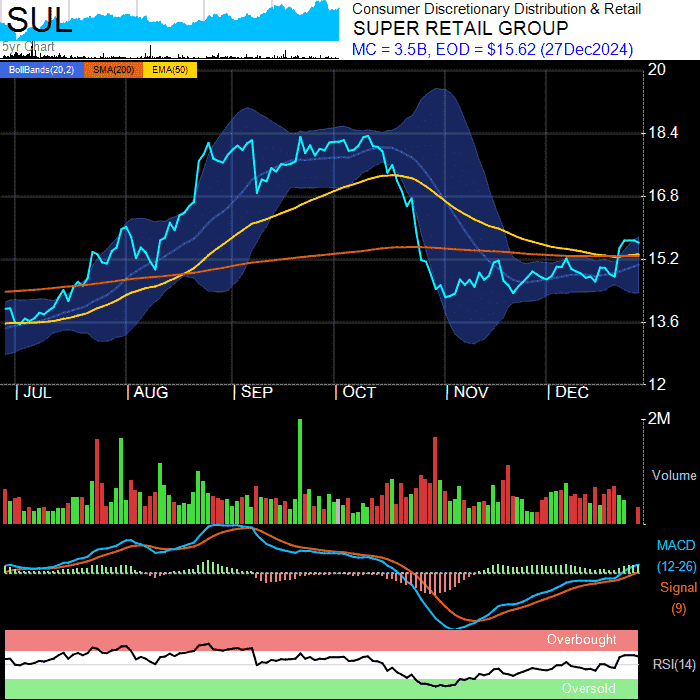 SUL
Consumer Discretionary Distribution & Retail
SUPER RETAIL GROUP
MC = 3.5B, EOD = $15.62 (27Dec2024)
5yr Chart
BollBands(20,2) SMA(200) EMA(50)
20
18.4
16.8
15.2
13.6
12
JUL AUG SEP OCT NOV DEC
2M
Volume
MACD
(12-26)
Signal
(9)
Overbought
RSI(14)
Oversold